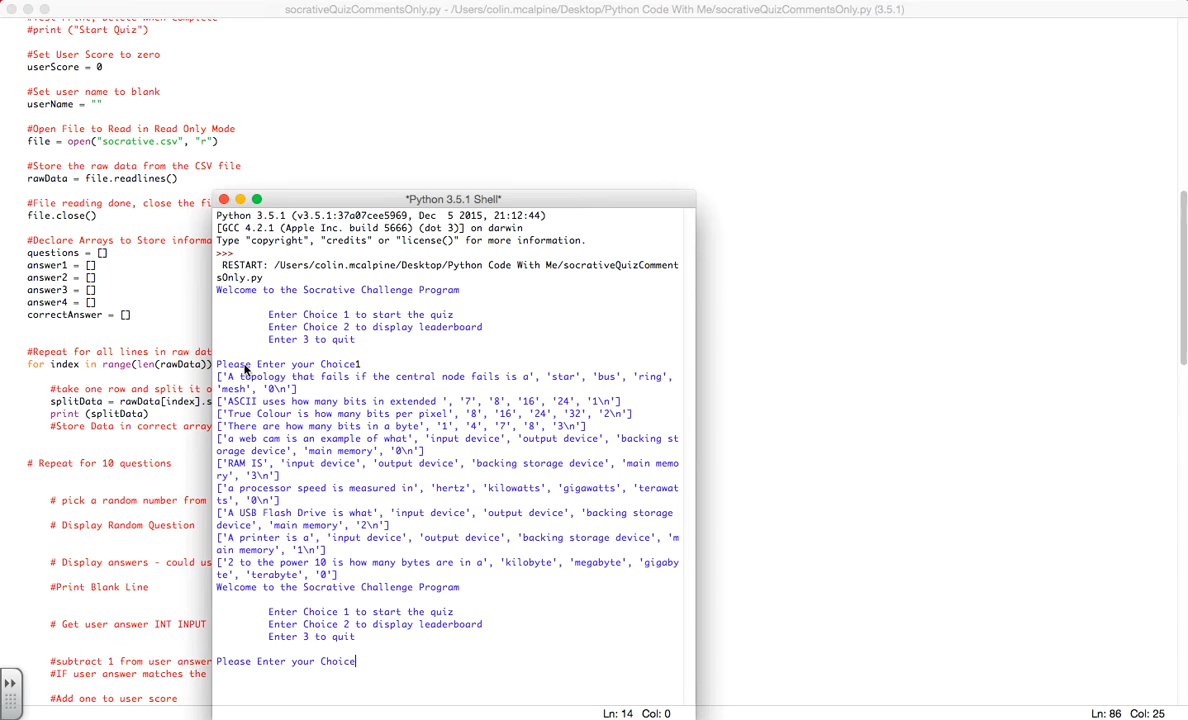 socrativeQuizCommentsOnly.py - /Users/colin.mcalpine/Desktop/Python Code With Me/socrativeQuizCommentsOnly.py (3.5.1)
#print ("Start Quiz")
#Set User Score to zero
userScore = 0
#Set user name to blank
userName = ""
#Open File to Read in Read Only Mode
file = open("socrative.csv", "r")
#Store the raw data from the CSV file
rawData = file.readlines()
#File reading done, close the fi
file.close()
#Declare Arrays to Store informa
questions = []
answer1 = []
answer2 = []
answer3 = []
answer4 = []
correctAnswer = []
#Repeat for all lines in raw dat
for index in range(len(rawData))
#take one row and split it o
splitData = rawData[index].s
print (splitData)
#Store Data in correct array
# Repeat for 10 questions
# pick a random number from
# Display Random Question
# Display answers - could us
#Print Blank Line
# Get user answer INT INPUT
#subtract 1 from user answer
#IF user answer matches the
#Add one to user score
*Python 3.5.1 Shell*
Python 3.5.1 (v3.5.1:37a07cee5969, Dec  5 2015, 21:12:44)
[GCC 4.2.1 (Apple Inc. build 5666) (dot 3)] on darwin
Type "copyright", "credits" or "license()" for more information.
>>>
RESTART: /Users/colin.mcalpine/Desktop/Python Code With Me/socrativeQuizComment
sOnly.py
Welcome to the Socrative Challenge Program
Enter Choice 1 to start the quiz
Enter Choice 2 to display leaderboard
Enter 3 to quit
Please Enter your Choice1
['A topology that fails if the central node fails is a', 'star', 'bus', 'ring',
'mesh', '0\n']
['ASCII uses how many bits in extended ', '7', '8', '16', '24', '1\n']
['True Colour is how many bits per pixel', '8', '16', '24', '32', '2\n']
['There are how many bits in a byte', '1', '4', '7', '8', '3\n']
['a web cam is an example of what', 'input device', 'output device', 'backing st
orage device', 'main memory', '0\n']
['RAM IS', 'input device', 'output device', 'backing storage device', 'main memo
ry', '3\n']
['a processor speed is measured in', 'hertz', 'kilowatts', 'gigawatts', 'terawat
ts', '0\n']
['A USB Flash Drive is what', 'input device', 'output device', 'backing storage
device', 'main memory', '2\n']
['A printer is a', 'input device', 'output device', 'backing storage device', 'm
ain memory', '1\n']
['2 to the power 10 is how many bytes are in a', 'kilobyte', 'megabyte', 'gigaby
te', 'terabyte', '0']
Welcome to the Socrative Challenge Program
Enter Choice 1 to start the quiz
Enter Choice 2 to display leaderboard
Enter 3 to quit
Please Enter your Choice
Ln: 14  Col: 0
Ln: 86  Col: 25